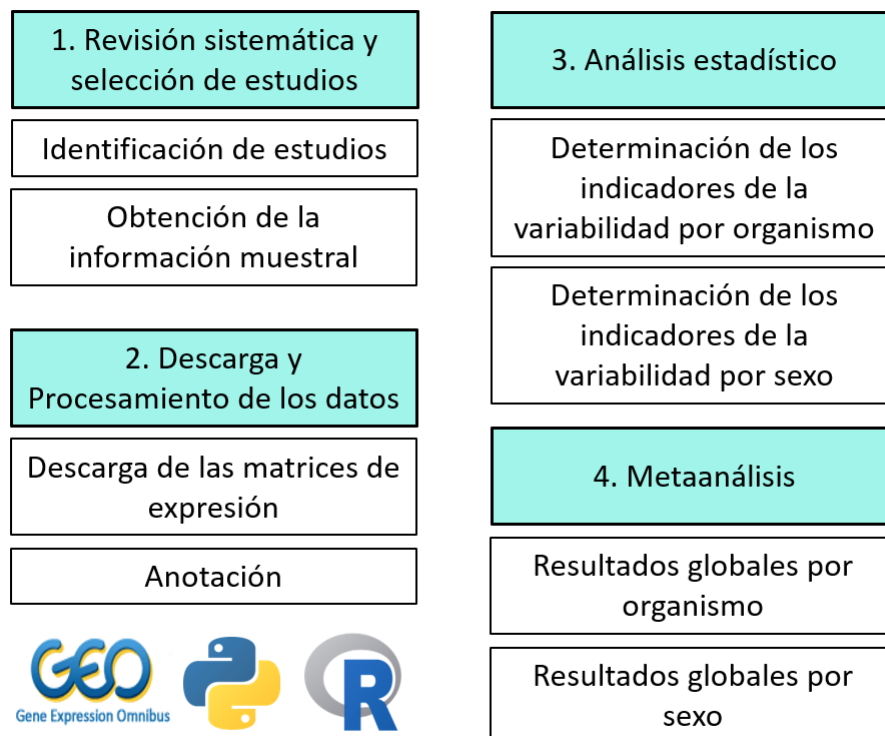 1. Revisión sistemática y
selección de estudios
Identificación de estudios
Obtención de la
información muestral
2. Descarga y
Procesamiento de los datos
Descarga de las matrices de
expresión
Anotación
GEO
Gene Expression Omnibus
R
3. Análisis estadístico
Determinación de los
indicadores de la
variabilidad por organismo
Determinación de los
indicadores de la
variabilidad por sexo
4. Metaanálisis
Resultados globales por
organismo
Resultados globales por
sexo